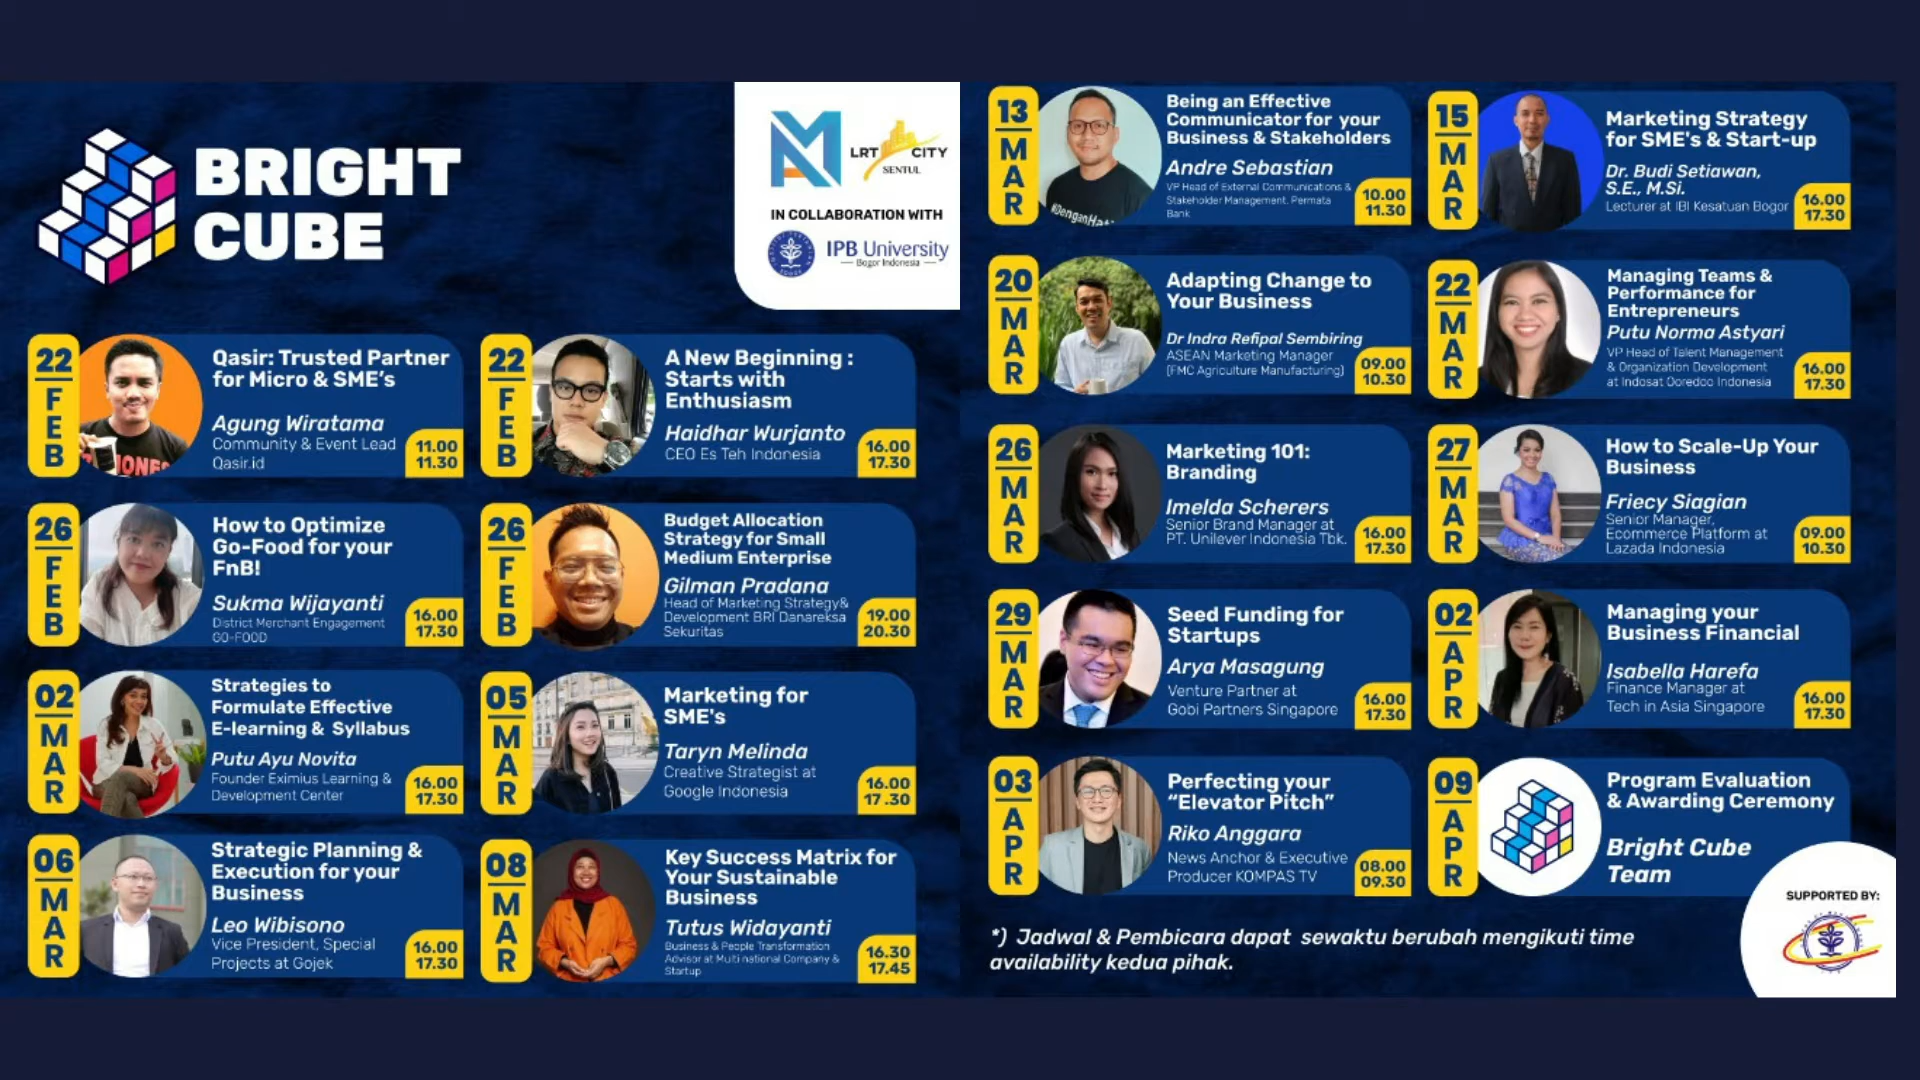 BRIGHT
CUBE
LRT CITY
SENTUL
IN COLLABORATION WITH
IPB University
Bogor Indonesia
22
FEB
Qasir: Trusted Partner
for Micro & SME's
Agung Wiratama
Community & Event Lead
Qasir.id
11.00
11.30
22
FEB
A New Beginning :
Starts with
Enthusiasm
Haidhar Wurjanto
CEO Es Teh Indonesia
16.00
17.30
26
FEB
How to Optimize
Go-Food for your
FnB!
Sukma Wijayanti
District Merchant Engagement
GO-FOOD
16.00
17.30
26
FEB
Budget Allocation
Strategy for Small
Medium Enterprise
Gilman Pradana
Head of Marketing Strategy&
Development BRI Danareksa
Sekuritas
19.00
20.30
02
MAR
Strategies to
Formulate Effective
E-learning & Syllabus
Putu Ayu Novita
Founder Eximius Learning &
Development Center
16.00
17.30
05
MAR
Marketing for
SME's
Taryn Melinda
Creative Strategist at
Google Indonesia
16.00
17 .30
06
MAR
Strategic Planning &
Execution for your
Business
Leo Wibisono
Vice President, Special
Projects at Gojek
16.00
17.30
08
MAR
Key Success Matrix for
Your Sustainable
Business
Tutus Widayanti
Business & People Transformation
Advisor at Multi national Company &
Startup
16.30
17.45
13
MAR
Being an Effective
Communicator for your
Business & Stakeholders
Andre Sebastian
VP Head of External Communications &
Stakeholder Management. Permata
Bank
10.00
11.30
15
MAR
Marketing Strategy
for SME's & Start-up
Dr. Budi Setiawan,
S.E., M.Si.
Lecturer at IBI Kesatuan Bogor
16.00
17.30
20
MAR
Adapting Change to
Your Business
Dr Indra Refipal Sembiring
ASEAN Marketing Manager
(FMC Agriculture Manufacturing)
09.00
10.30
22
MAR
Managing Teams &
Performance for
Entrepreneurs
Putu Norma Astyari
VP Head of Talent Management
& Organization Development
at Indosat Ooredoo Indonesia
16.00
17.30
26
MAR
Marketing 101:
Branding
Imelda Scherers
Senior Brand Manager at
PT. Unilever Indonesia Tbk.
16.00
17.30
27
MAR
How to Scale-Up Your
Business
Friecy Siagian
Senior Manager,
Ecommerce Platform at
Lazada Indonesia
09.00
10.30
29
MAR
Seed Funding for
Startups
Arya Masagung
Venture Partner at
Gobi Partners Singapore
16.00
17.30
02
APR
Managing your
Business Financial
Isabella Harefa
Finance Manager at
Tech in Asia Singapore
16.00
17.30
03
APR
Perfecting your
“Elevator Pitch”
Riko Anggara
News Anchor & Executive
Producer KOMPAS TV
08.00
09.30
09
APR
Program Evaluation
& Awarding Ceremony
Bright Cube
Team
*) Jadwal & Pembicara dapat sewaktu berubah mengikuti time
availability kedua pihak.
SUPPORTED BY: